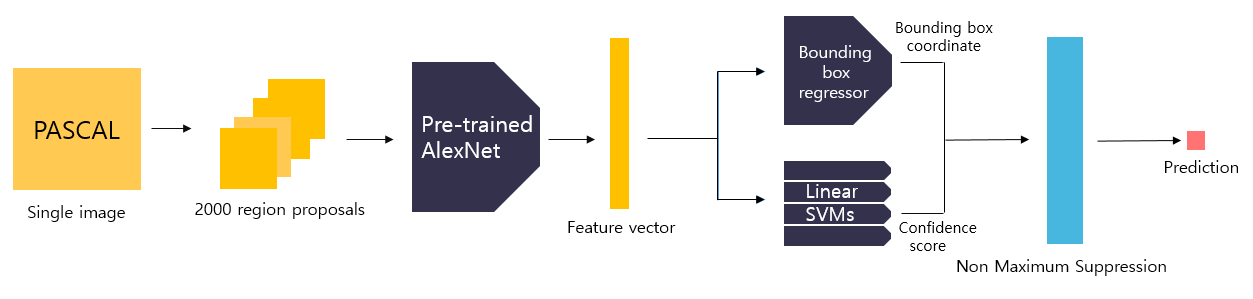 PASCAL
Single image
2000 region proposals
Pre-trained
AlexNet
Feature vector
Bounding
box
regressor
Bounding box
coordinate
Linear
SVMs
Confidence
score
Non Maximum Suppression
Prediction